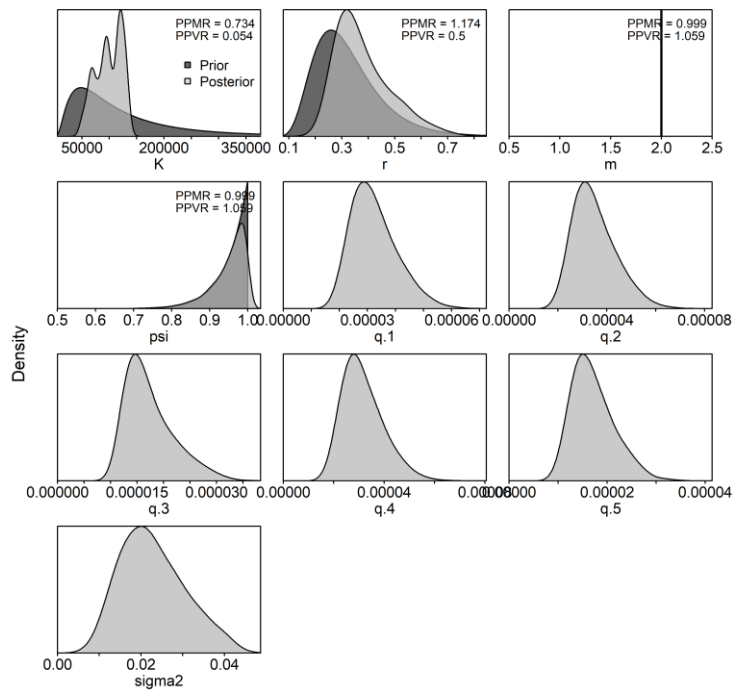 PPMR = 0.734
PPVR = 0.054
Prior
Posterior
50000 200000 350000
K
PPMR = 1.174
PPVR = 0.5
0.1 0.3 0.5 0.7
r
PPMR = 0.999
PPVR = 1.059
0.5 1.0 1.5 2.0 2.5
m
PPMR = 0.999
PPVR = 1.059
0.5 0.6 0.7 0.8 0.9 1.0
psi
0.00000 0.00003 0.00006
q.1
0.00000 0.00004 0.00008
q.2
Density
0.000000 0.000015 0.000030
q.3
0.00000 0.00004 0.00008
q.4
0.00002 0.00004
q.5
0.00 0.02 0.04
sigma2